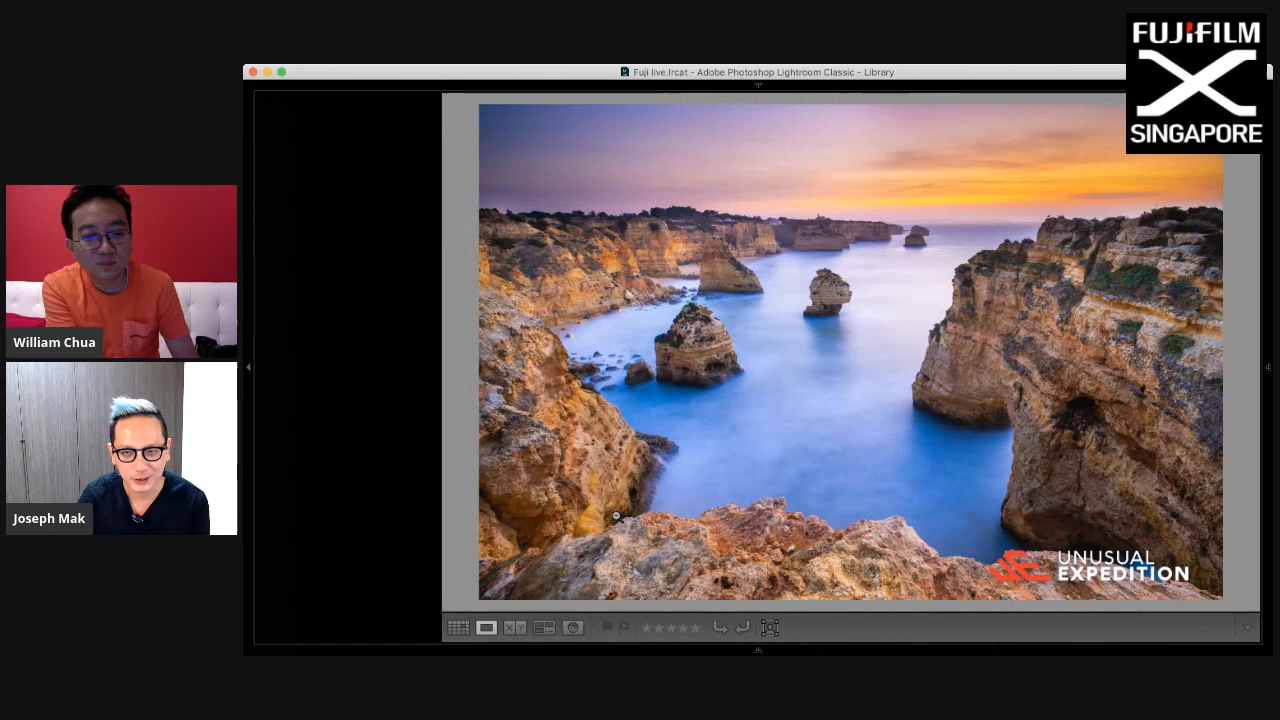 FUJIFILM
X
SINGAPORE
Fuji live.lrcat - Adobe Photoshop Lightroom Classic - Library
William Chua
Joseph Mak
UNUSUAL
EXPEDITION
X Y